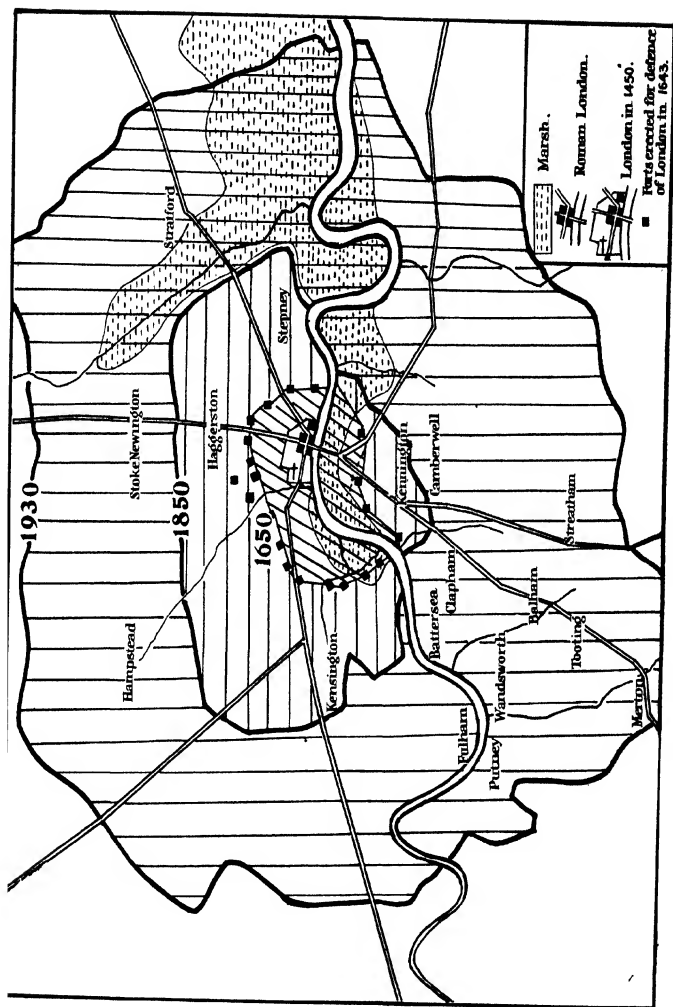 1930
1850
1650
Stratford
Stoke Newington
Haggerston
Stepney
Hampstead
Kensington
Kennington
Camberwell
Battersea
Clapham
Streatham
Fulham
Putney
Wandsworth
Balham
Tooting
Merton
Marsh.
Roman London.
London in 1450.
Forts erected for defence
of London in 1643.